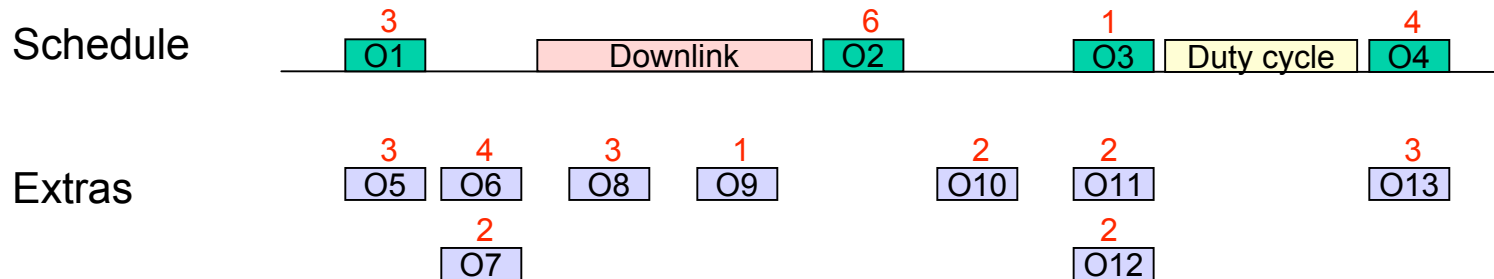 3 6 1 4
Schedule O1 Downlink O2 O3 Duty cycle O4
3 4 3 1 2 2 3
Extras O5 O6 O8 O9 O10 O11 O13
2 2
O7 O12